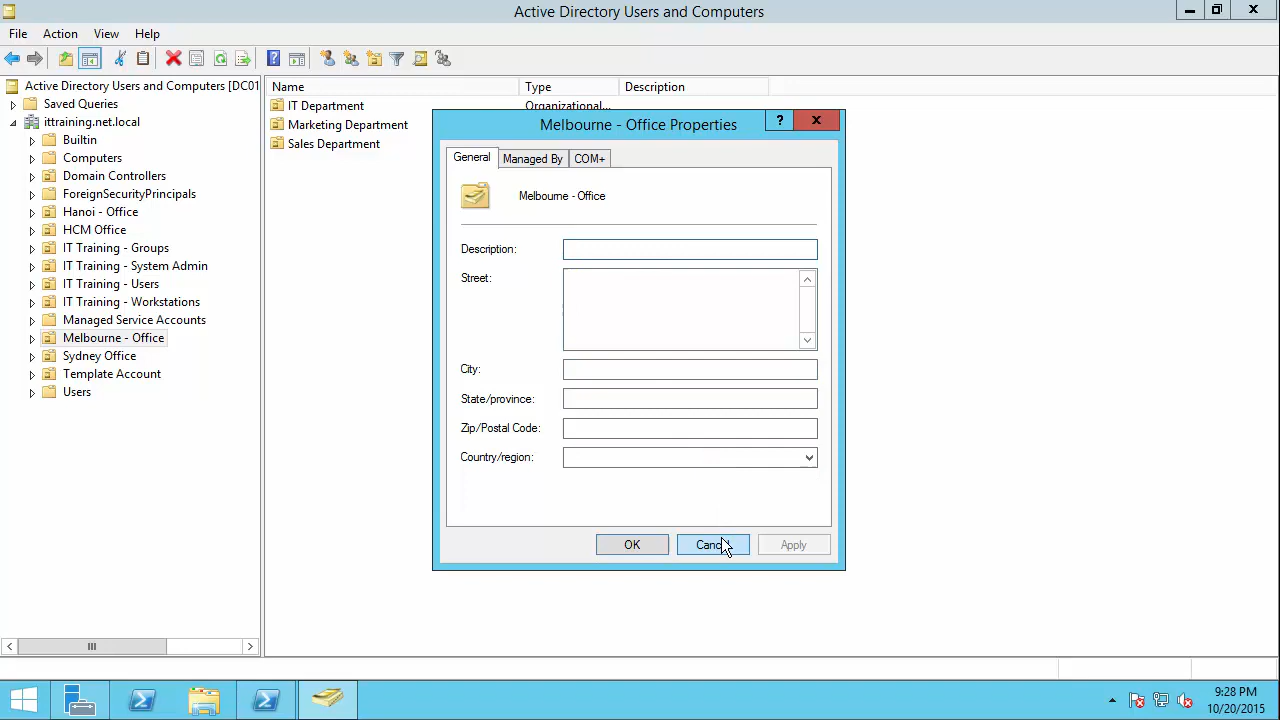 Active Directory Users and Computers
File Action View Help
Active Directory Users and Computers [DC01
Saved Queries
ittraining.net.local
Builtin
Computers
Domain Controllers
ForeignSecurityPrincipals
Hanoi - Office
HCM Office
IT Training - Groups
IT Training - System Admin
IT Training - Users
IT Training - Workstations
Managed Service Accounts
Melbourne - Office
Sydney Office
Template Account
Users
Name Type Description
IT Department Organizational...
Marketing Department
Sales Department
Melbourne - Office Properties
General Managed By COM+
Melbourne - Office
Description:
Street:
City:
State/province:
Zip/Postal Code:
Country/region:
OK Cancel Apply
9:28 PM
10/20/2015